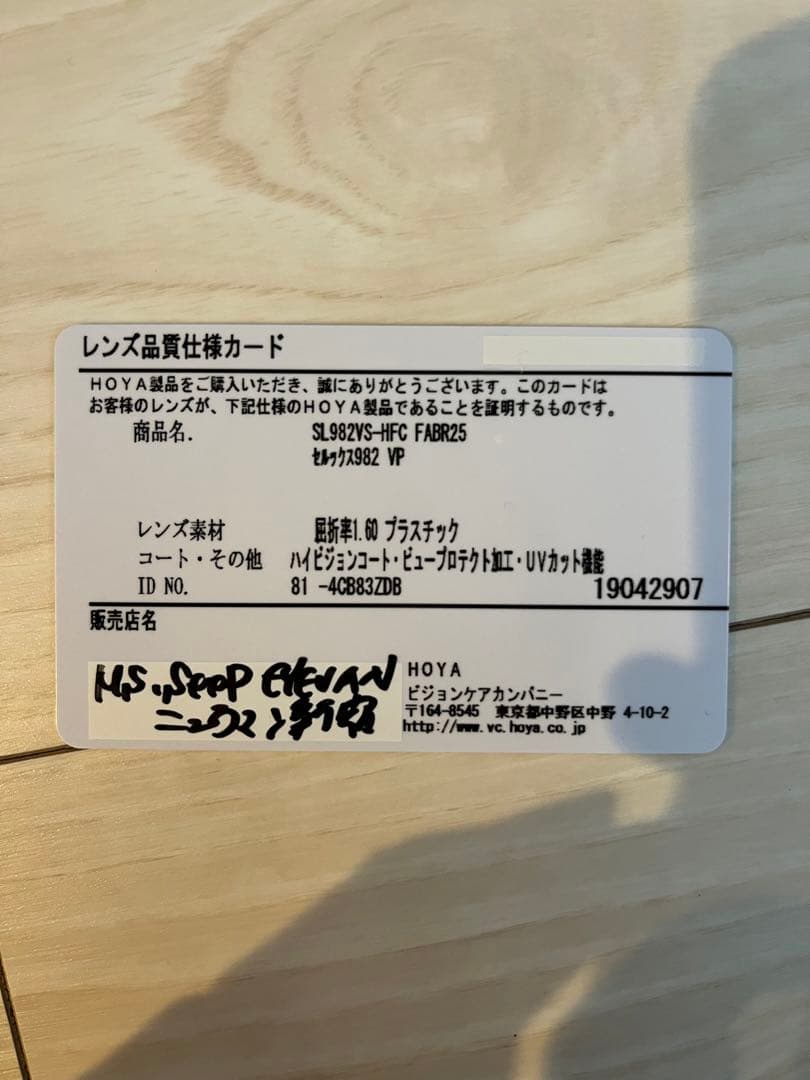 レンズ品質仕様カード
HOYA製品をご購入いただき、誠にありがとうございます。このカードは
お客様のレンズが、下記仕様のHOYA製品であることを証明するものです。
商品名. SL982VS-HFC FABR25
セルックス982 VP
レンズ素材 屈折率1.60 プラスチック
コート・その他 ハイビジョンコート・ビュープロテクト加工・UVカット機能
ID NO. 81 -4CB83ZDB 19042907
販売店名
EYEVAN
HOYA
ビジョンケアカンパニー
〒164-8545 東京都中野区中野 4-10-2
http://www.vc.hoya.co.jp